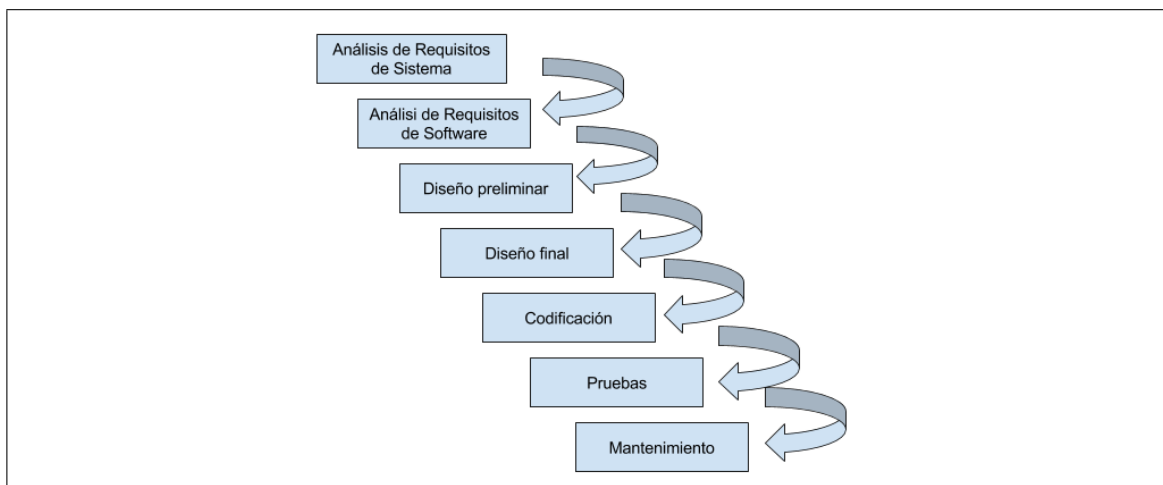 Análisis de Requisitos
de Sistema
Análisi de Requisitos
de Software
Diseño preliminar
Diseño final
Codificación
Pruebas
Mantenimiento